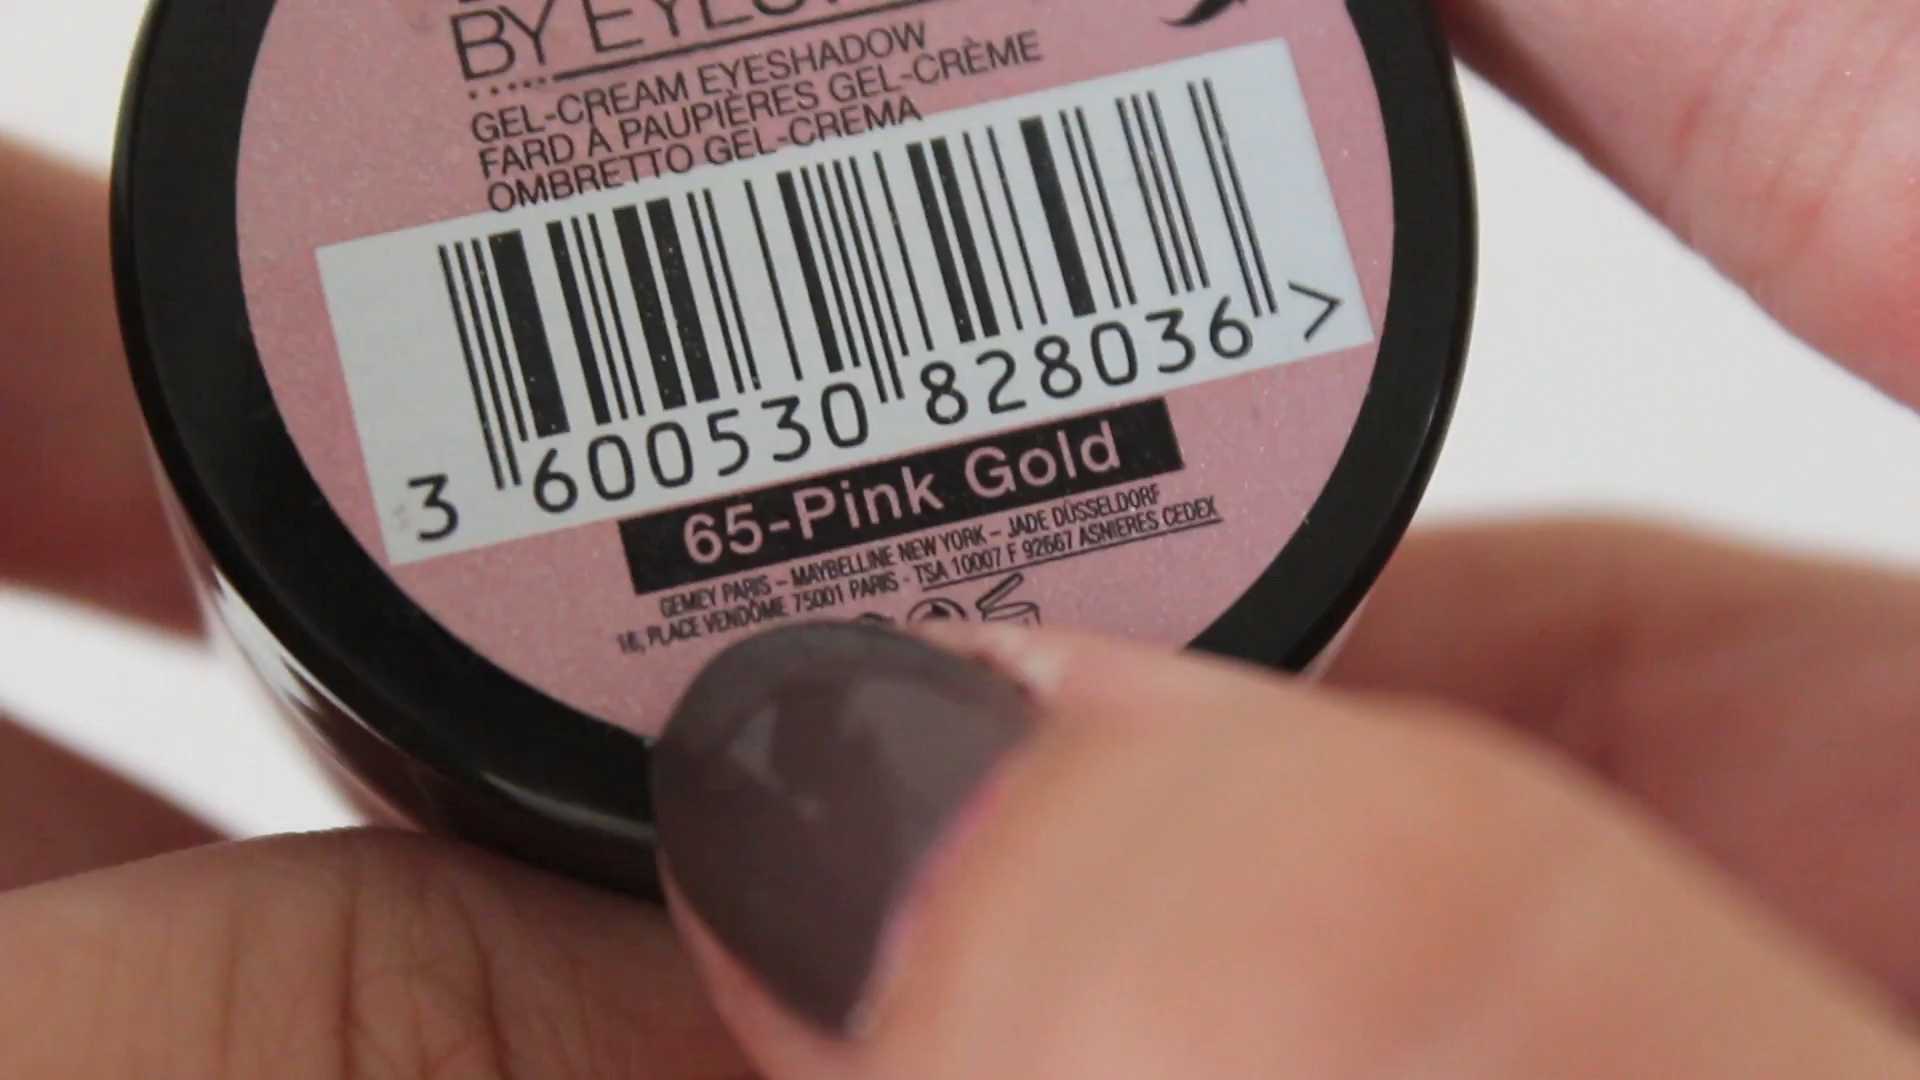 BY
GEL-CREAM EYESHADOW
FARD À PAUPIÈRES GEL-CRÈME
OMBRETTO GEL-CREMA
3 600530 828036 >
65-Pink Gold
GEMEY PARIS – MAYBELLINE NEW YORK – JADE DÜSSELDORF
16, PLACE VENDÔME 75001 PARIS - TSA 10007 F 92667 ASNIERES CEDEX